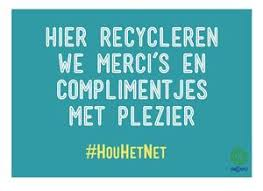 HIER RECYCLEREN
WE MERCI'S EN
COMPLIMENTJES
MET PLEZIER
#HOUHETNET